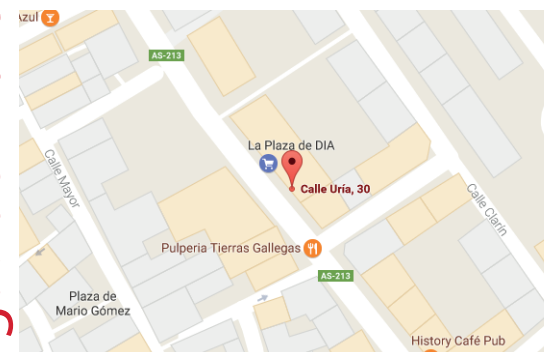 Azul
AS-213
La Plaza de DIA
Calle Uría, 30
Calle Mayor
Calle Clarín
Pulperia Tierras Gallegas
AS-213
Plaza de
Mario Gómez
History Café Pub